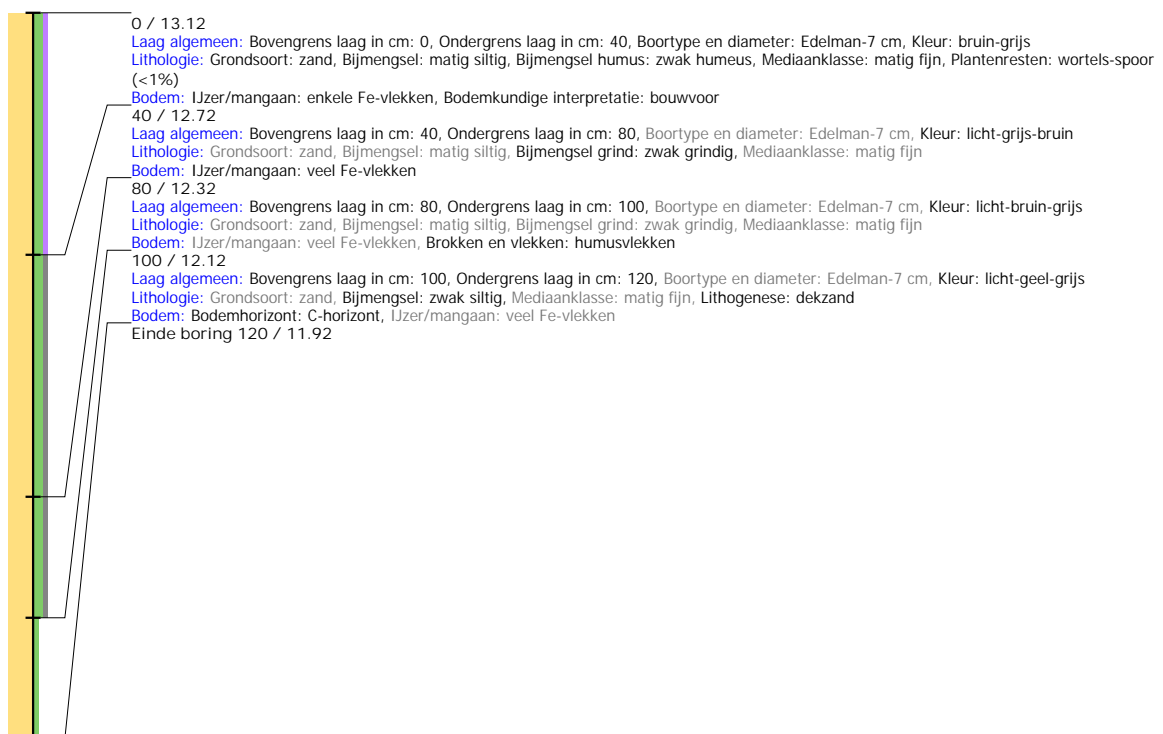 0 / 13.12
Laag algemeen: Bovengrens laag in cm: 0, Ondergrens laag in cm: 40, Boortype en diameter: Edelman-7 cm, Kleur: bruin-grijs
Lithologie: Grondsoort: zand, Bijmengsel: matig siltig, Bijmengsel humus: zwak humeus, Mediaanklasse: matig fijn, Plantenresten: wortels-spoor
(<1%)
Bodem: IJzer/mangaan: enkele Fe-vlekken, Bodemkundige interpretatie: bouwvoor
40 / 12.72
Laag algemeen: Bovengrens laag in cm: 40, Ondergrens laag in cm: 80, Boortype en diameter: Edelman-7 cm, Kleur: licht-grijs-bruin
Lithologie: Grondsoort: zand, Bijmengsel: matig siltig, Bijmengsel grind: zwak grindig, Mediaanklasse: matig fijn
Bodem: IJzer/mangaan: veel Fe-vlekken
80 / 12.32
Laag algemeen: Bovengrens laag in cm: 80, Ondergrens laag in cm: 100, Boortype en diameter: Edelman-7 cm, Kleur: licht-bruin-grijs
Lithologie: Grondsoort: zand, Bijmengsel: matig siltig, Bijmengsel grind: zwak grindig, Mediaanklasse: matig fijn
Bodem: IJzer/mangaan: veel Fe-vlekken, Brokken en vlekken: humusvlekken
100 / 12.12
Laag algemeen: Bovengrens laag in cm: 100, Ondergrens laag in cm: 120, Boortype en diameter: Edelman-7 cm, Kleur: licht-geel-grijs
Lithologie: Grondsoort: zand, Bijmengsel: zwak siltig, Mediaanklasse: matig fijn, Lithogenese: dekzand
Bodem: Bodemhorizont: C-horizont, IJzer/mangaan: veel Fe-vlekken
Einde boring 120 / 11.92